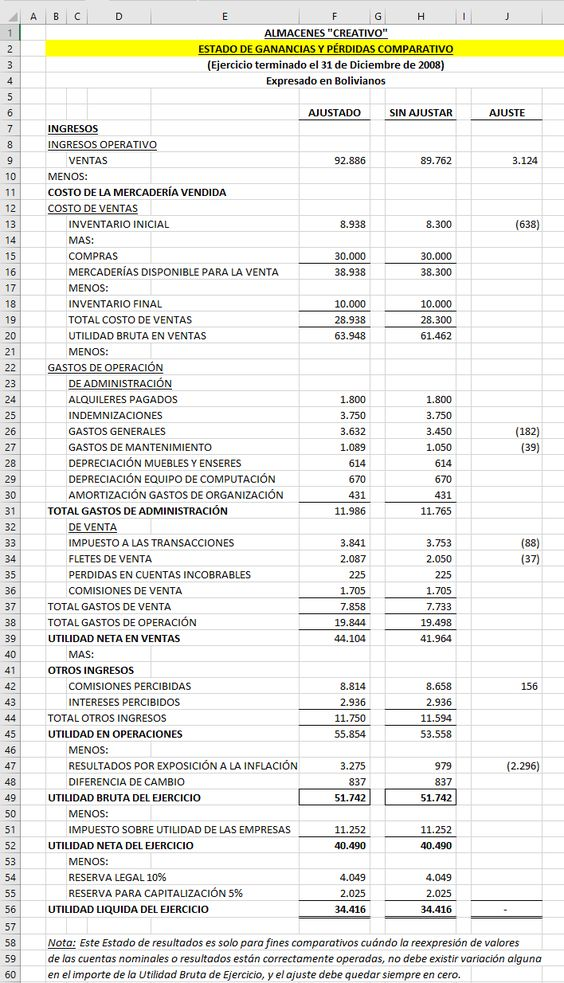 A B C D E F G H I J
1 ALMACENES "CREATIVO"
2 ESTADO DE GANANCIAS Y PÉRDIDAS COMPARATIVO
3 (Ejercicio terminado el 31 de Diciembre de 2008)
4 Expresado en Bolivianos
5
6 AJUSTADO SIN AJUSTAR AJUSTE
7 INGRESOS
8 INGRESOS OPERATIVO
9 VENTAS 92.886 89.762 3.124
10 MENOS:
11 COSTO DE LA MERCADERÍA VENDIDA
12 COSTO DE VENTAS
13 INVENTARIO INICIAL 8.938 8.300 (638)
14 MAS:
15 COMPRAS 30.000 30.000
16 MERCADERÍAS DISPONIBLE PARA LA VENTA 38.938 38.300
17 MENOS:
18 INVENTARIO FINAL 10.000 10.000
19 TOTAL COSTO DE VENTAS 28.938 28.300
20 UTILIDAD BRUTA EN VENTAS 63.948 61.462
21 MENOS:
22 GASTOS DE OPERACIÓN
23 DE ADMINISTRACIÓN
24 ALQUILERES PAGADOS 1.800 1.800
25 INDEMNIZACIONES 3.750 3.750
26 GASTOS GENERALES 3.632 3.450 (182)
27 GASTOS DE MANTENIMIENTO 1.089 1.050 (39)
28 DEPRECIACIÓN MUEBLES Y ENSERES 614 614
29 DEPRECIACIÓN EQUIPO DE COMPUTACIÓN 670 670
30 AMORTIZACIÓN GASTOS DE ORGANIZACIÓN 431 431
31 TOTAL GASTOS DE ADMINISTRACIÓN 11.986 11.765
32 DE VENTA
33 IMPUESTO A LAS TRANSACCIONES 3.841 3.753 (88)
34 FLETES DE VENTA 2.087 2.050 (37)
35 PERDIDAS EN CUENTAS INCOBRABLES 225 225
36 COMISIONES DE VENTA 1.705 1.705
37 TOTAL GASTOS DE VENTA 7.858 7.733
38 TOTAL GASTOS DE OPERACIÓN 19.844 19.498
39 UTILIDAD NETA EN VENTAS 44.104 41.964
40 MAS:
41 OTROS INGRESOS
42 COMISIONES PERCIBIDAS 8.814 8.658 156
43 INTERESES PERCIBIDOS 2.936 2.936
44 TOTAL OTROS INGRESOS 11.750 11.594
45 UTILIDAD EN OPERACIONES 55.854 53.558
46 MENOS:
47 RESULTADOS POR EXPOSICIÓN A LA INFLACIÓN 3.275 979 (2.296)
48 DIFERENCIA DE CAMBIO 837 837
49 UTILIDAD BRUTA DEL EJERCICIO 51.742 51.742
50 MENOS:
51 IMPUESTO SOBRE UTILIDAD DE LAS EMPRESAS 11.252 11.252
52 UTILIDAD NETA DEL EJERCICIO 40.490 40.490
53 MENOS:
54 RESERVA LEGAL 10% 4.049 4.049
55 RESERVA PARA CAPITALIZACIÓN 5% 2.025 2.025
56 UTILIDAD LIQUIDA DEL EJERCICIO 34.416 34.416 -
57
58 Nota: Este Estado de resultados es solo para fines comparativos cuándo la reexpresión de valores
59 de las cuentas nominales o resultados están correctamente operadas, no debe existir variación alguna
60 en el importe de la Utilidad Bruta de Ejercicio, y el ajuste debe quedar siempre en cero.